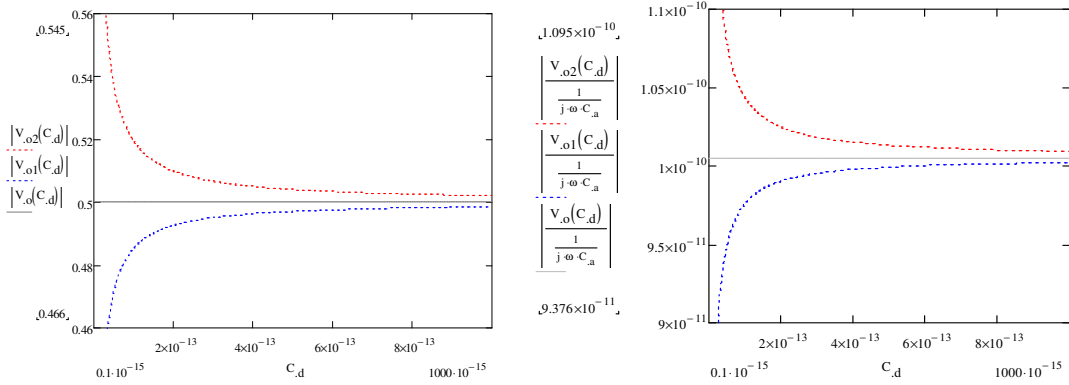 0.56
⌊0.545⌋
0.54
0.52
|V.o2(C.d)|
|V.o1(C.d)|
|V.o(C.d)|
0.5
0.48
⌊0.466⌋
0.46
2×10⁻¹³ 4×10⁻¹³ 6×10⁻¹³ 8×10⁻¹³
0.1·10⁻¹⁵ C.d 1000·10⁻¹⁵
1.1×10⁻¹⁰
⌊1.095×10⁻¹⁰⌋
V.o2(C.d)
1
j·ω·C.a
1.05×10⁻¹⁰
V.o1(C.d)
1
j·ω·C.a
1×10⁻¹⁰
V.o(C.d)
1
j·ω·C.a
9.5×10⁻¹¹
⌊9.376×10⁻¹¹⌋
9×10⁻¹¹
2×10⁻¹³ 4×10⁻¹³ 6×10⁻¹³ 8×10⁻¹³
0.1·10⁻¹⁵ C.d 1000·10⁻¹⁵